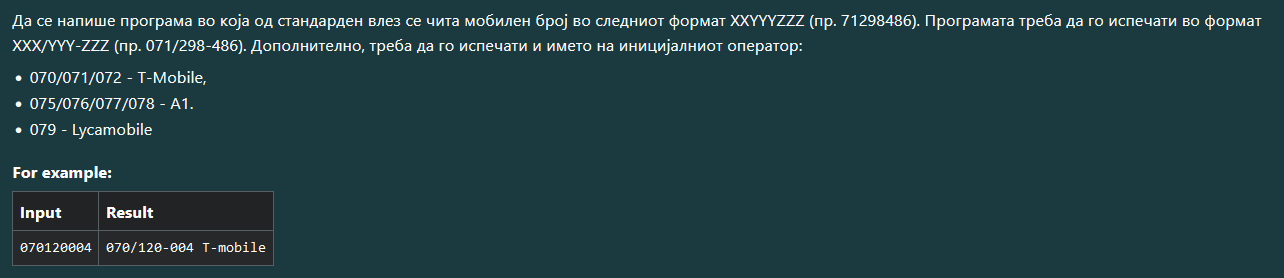 Да се напише програма во која од стандарден влез се чита мобилен број во следниот формат XXYYYZZZ (пр. 71298486). Програмата треба да го испечати во формат
XXX/YYY-ZZZ (пр. 071/298-486). Дополнително, треба да го испечати и името на иницијалниот оператор:
• 070/071/072 - T-Mobile,
• 075/076/077/078 - A1.
• 079 - Lycamobile
For example:
Input Result
070120004 070/120-004 T-mobile